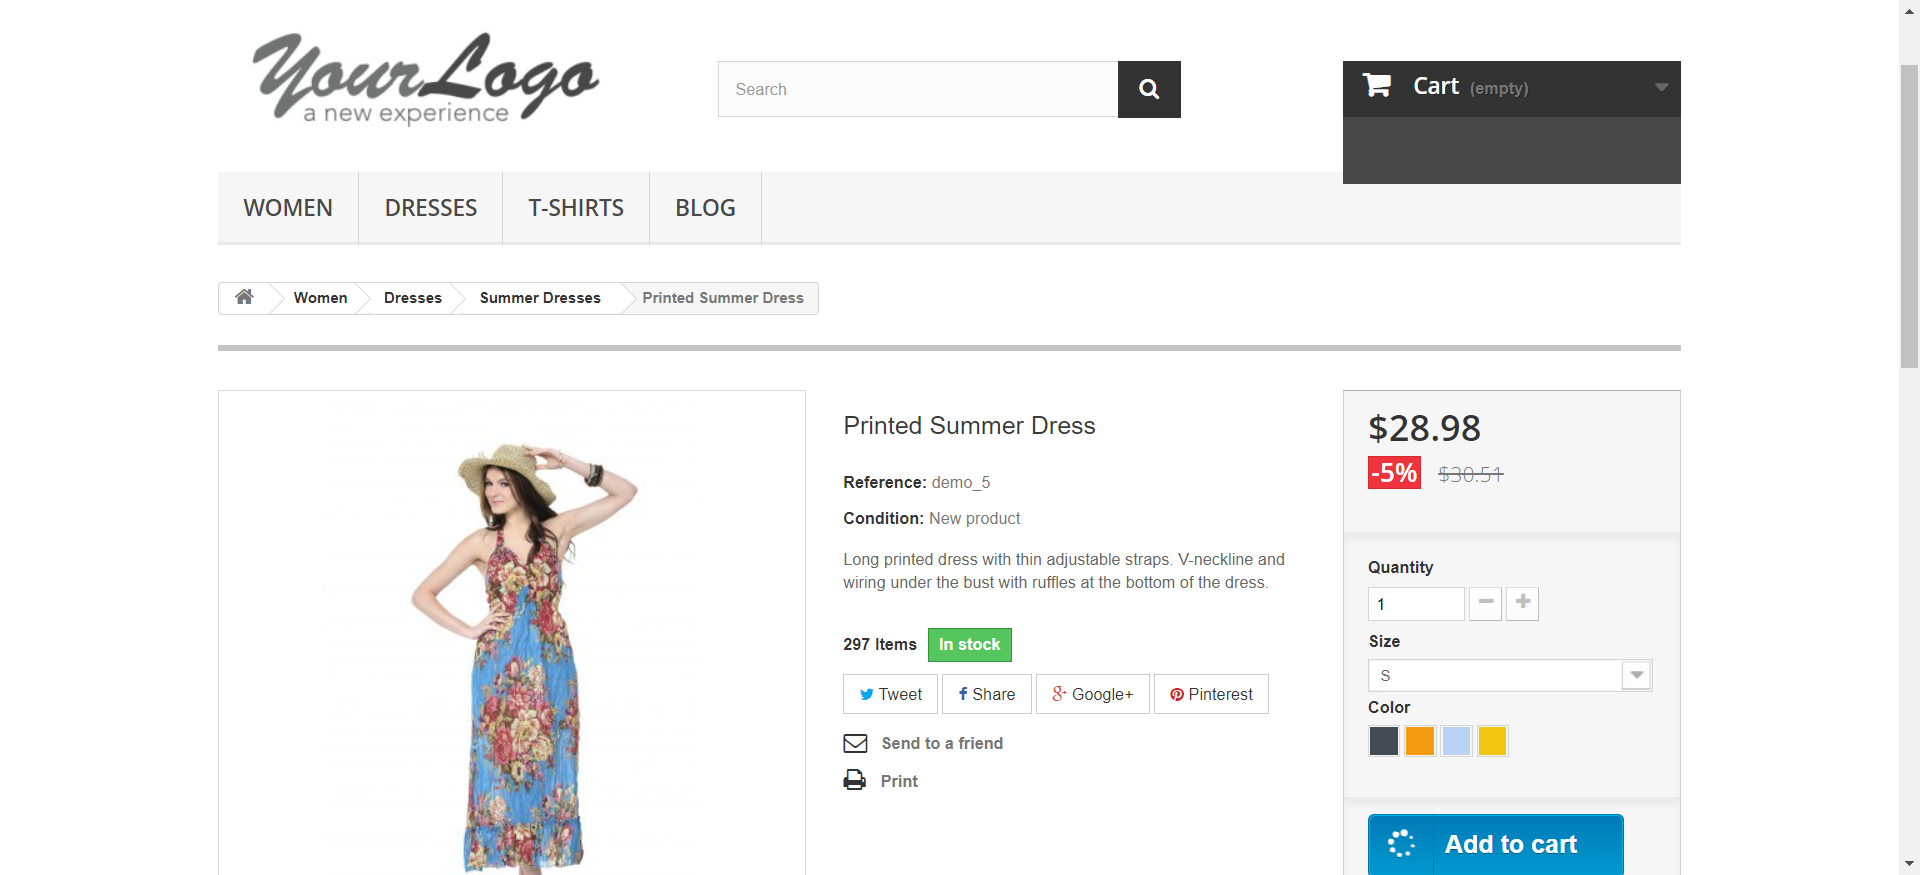 YourLogo
a new experience
Search
Cart (empty)
WOMEN DRESSES T-SHIRTS BLOG
Women Dresses Summer Dresses Printed Summer Dress
Printed Summer Dress
Reference: demo_5
Condition: New product
Long printed dress with thin adjustable straps. V-neckline and
wiring under the bust with ruffles at the bottom of the dress.
297 Items In stock
Tweet Share Google+ Pinterest
Send to a friend
Print
$28.98
-5% $30.51
Quantity
1
Size
S
Color
Add to cart